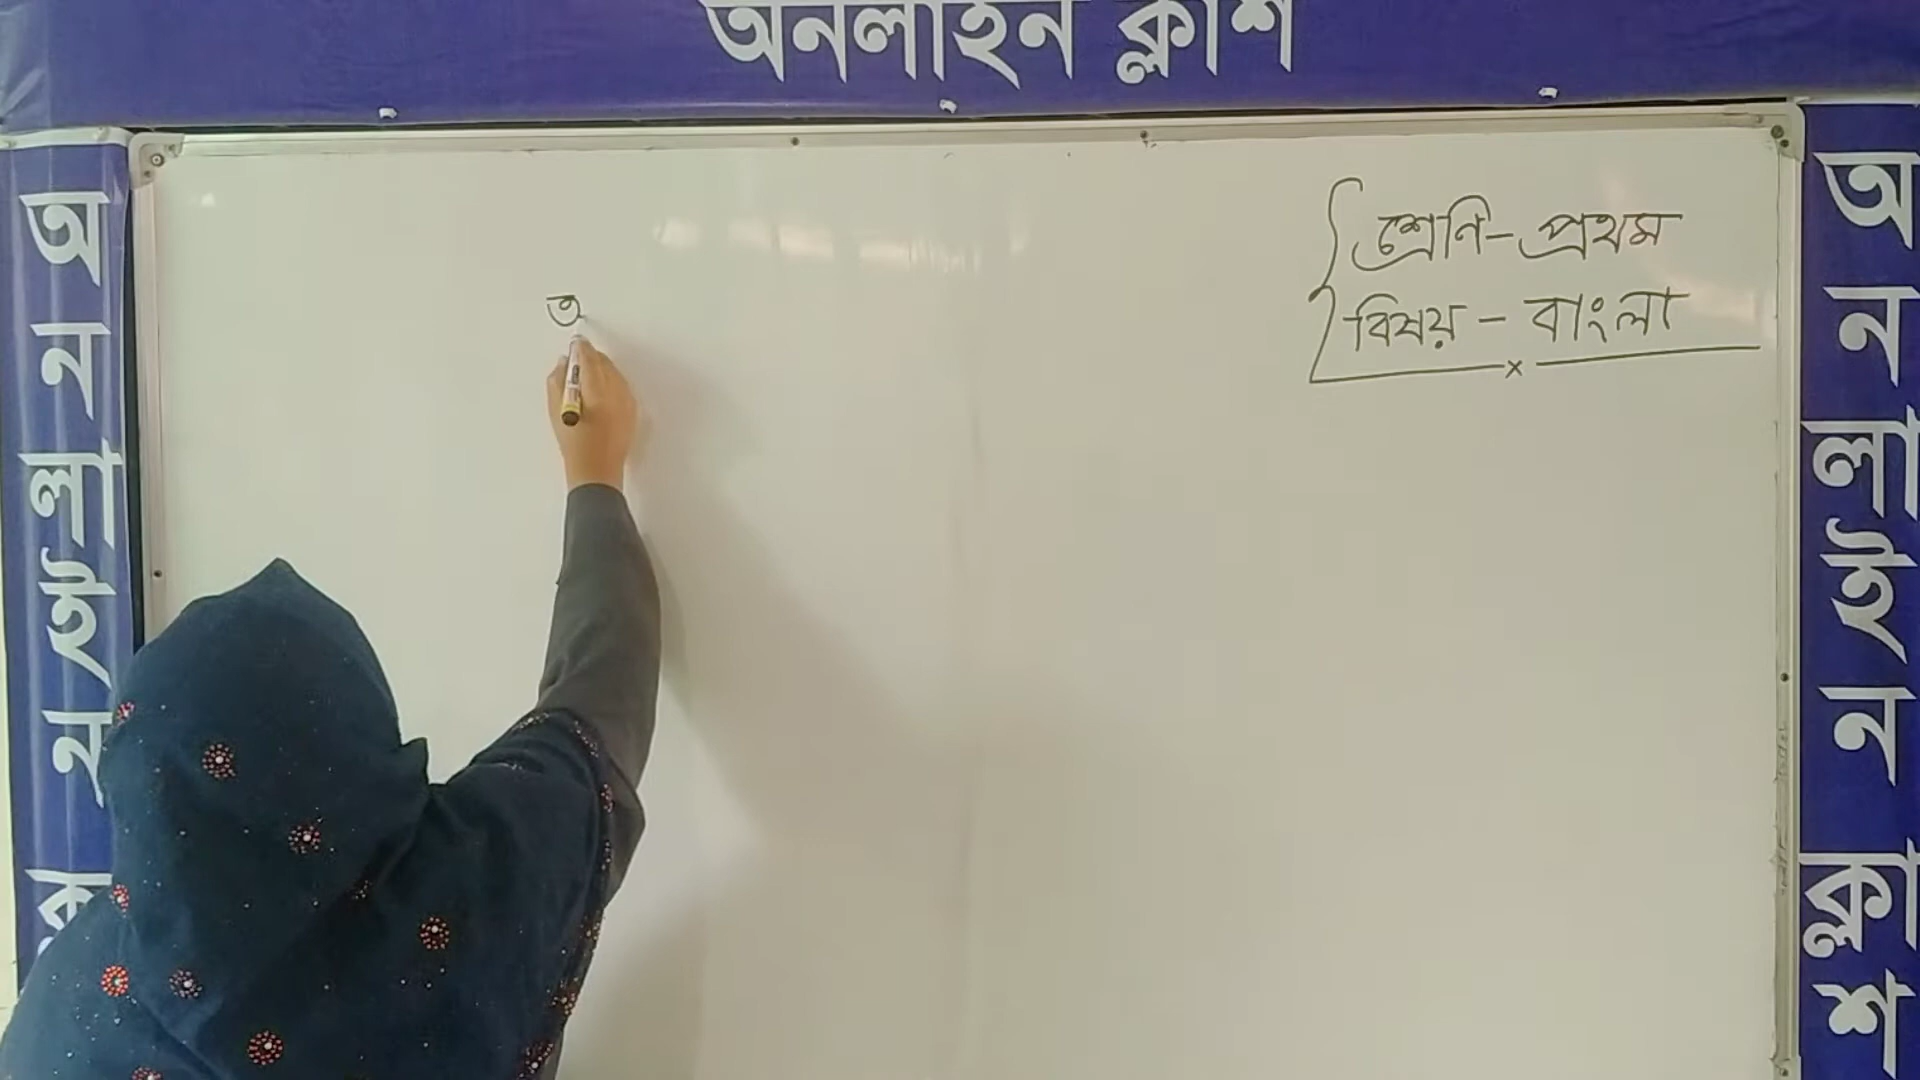 অনলাইন ক্লাশ
শ্রেণি - প্রথম
বিষয় - বাংলা
x
ত
অনলাইন ক্লাশ
অনলাইন ক্লাশ